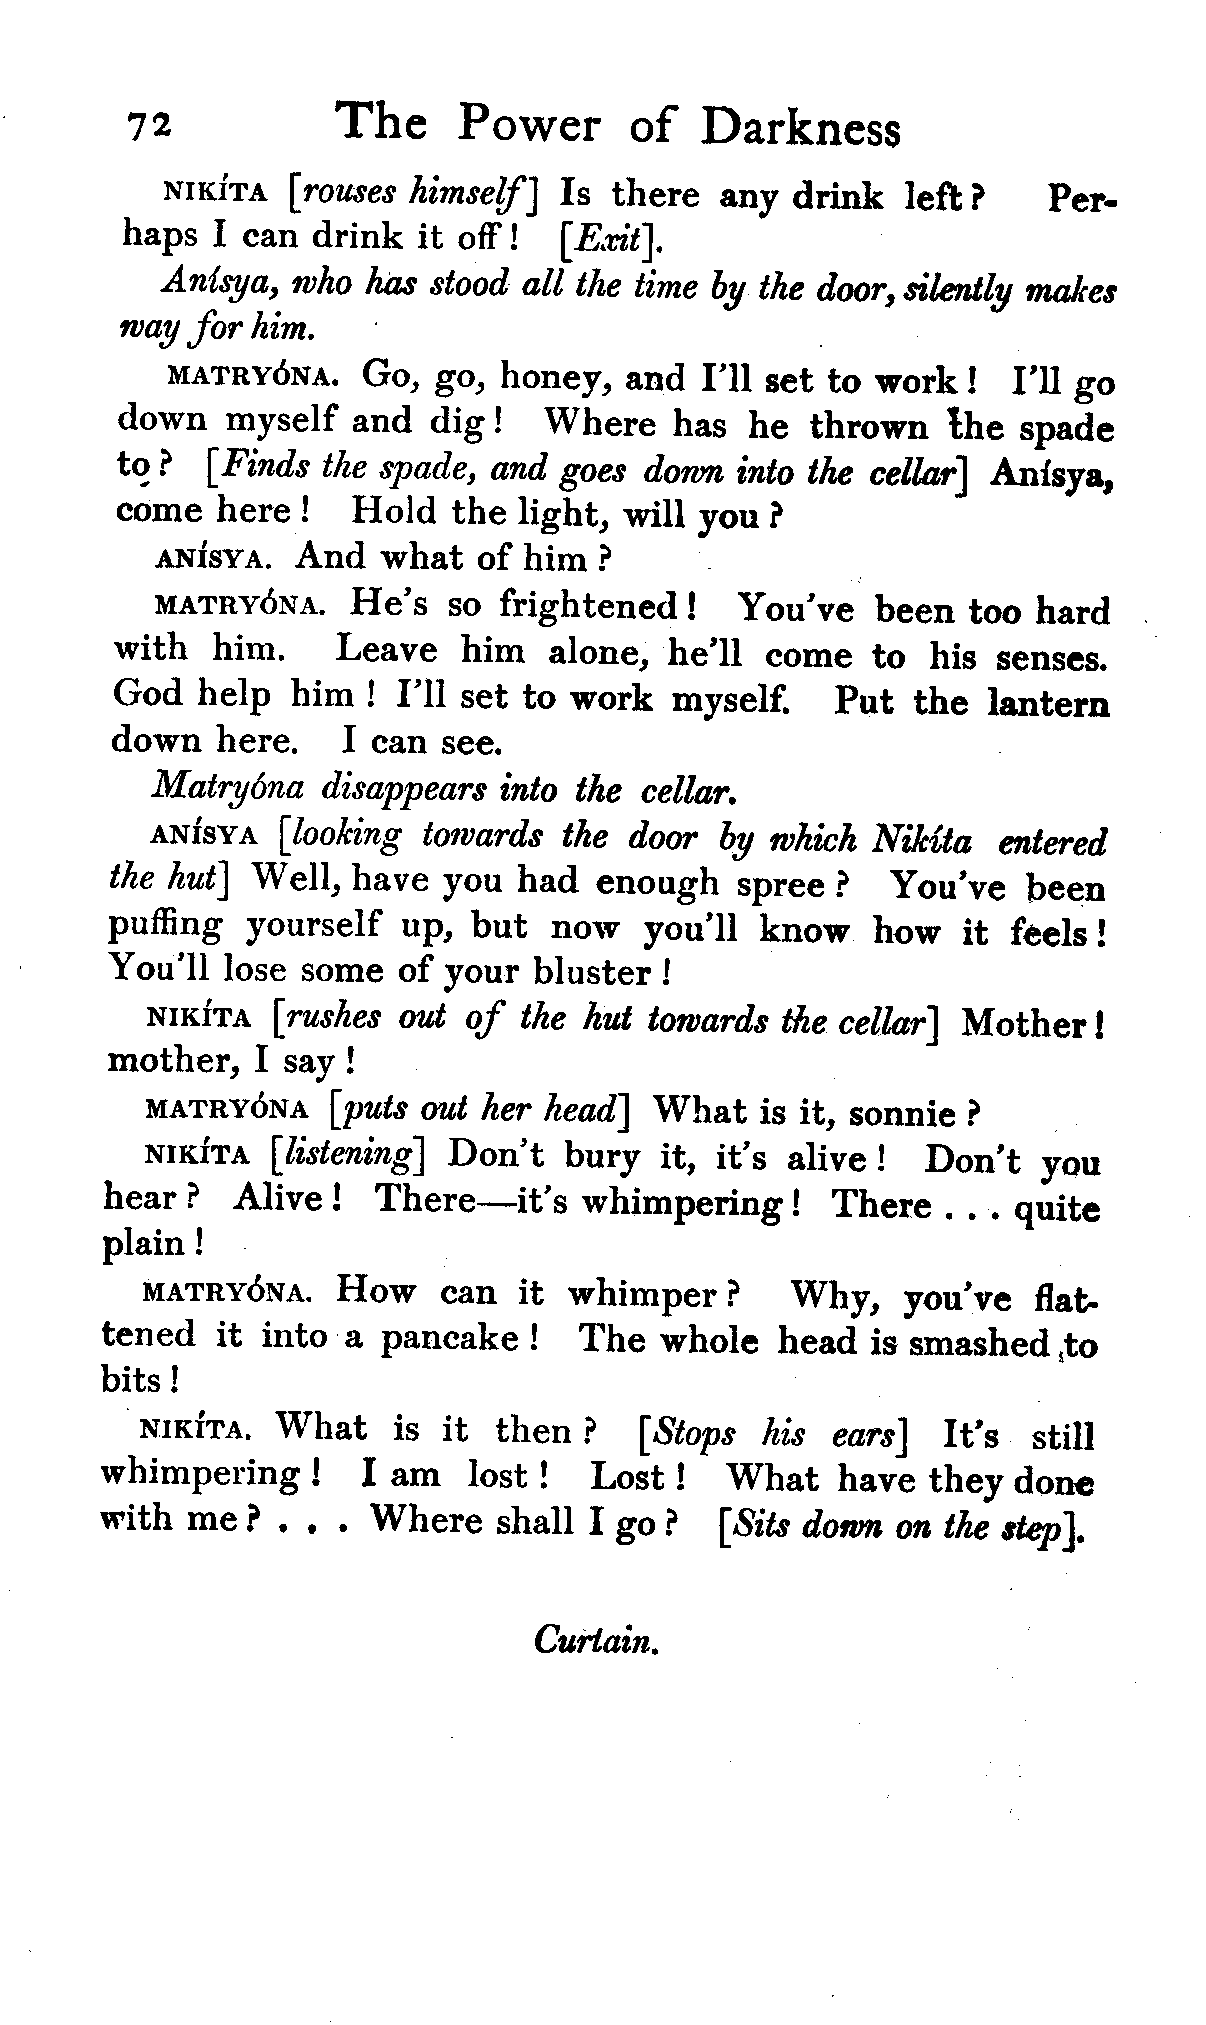 72 The Power of Darkness
NIKÍTA [rouses himself] Is there any drink left? Per-
haps I can drink it off! [Exit].
Anísya, who has stood all the time by the door, silently makes
way for him.
MATRYÓNA. Go, go, honey, and I'll set to work! I'll go
down myself and dig! Where has he thrown the spade
to? [Finds the spade, and goes down into the cellar] Anísya,
come here! Hold the light, will you?
ANÍSYA. And what of him?
MATRYÓNA. He's so frightened! You've been too hard
with him. Leave him alone, he'll come to his senses.
God help him! I'll set to work myself. Put the lantern
down here. I can see.
Matryóna disappears into the cellar.
ANÍSYA [looking towards the door by which Nikíta entered
the hut] Well, have you had enough spree? You've been
puffing yourself up, but now you'll know how it feels!
You'll lose some of your bluster!
NIKÍTA [rushes out of the hut towards the cellar] Mother!
mother, I say!
MATRYÓNA [puts out her head] What is it, sonnie?
NIKÍTA [listening] Don't bury it, it's alive! Don't you
hear? Alive! There—it's whimpering! There . . . quite
plain!
MATRYÓNA. How can it whimper? Why, you've flat-
tened it into a pancake! The whole head is smashed to
bits!
NIKÍTA. What is it then? [Stops his ears] It's still
whimpering! I am lost! Lost! What have they done
with me? . . . Where shall I go? [Sits down on the step].
Curtain.